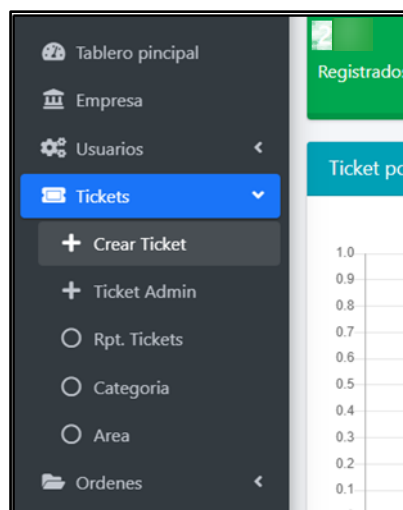 Tablero pincipal
Empresa
Usuarios
Tickets
Crear Ticket
Ticket Admin
Rpt. Tickets
Categoria
Area
Ordenes
2
Registrados
Ticket po
1.0
0.9
0.8
0.7
0.6
0.5
0.4
0.3
0.2
0.1